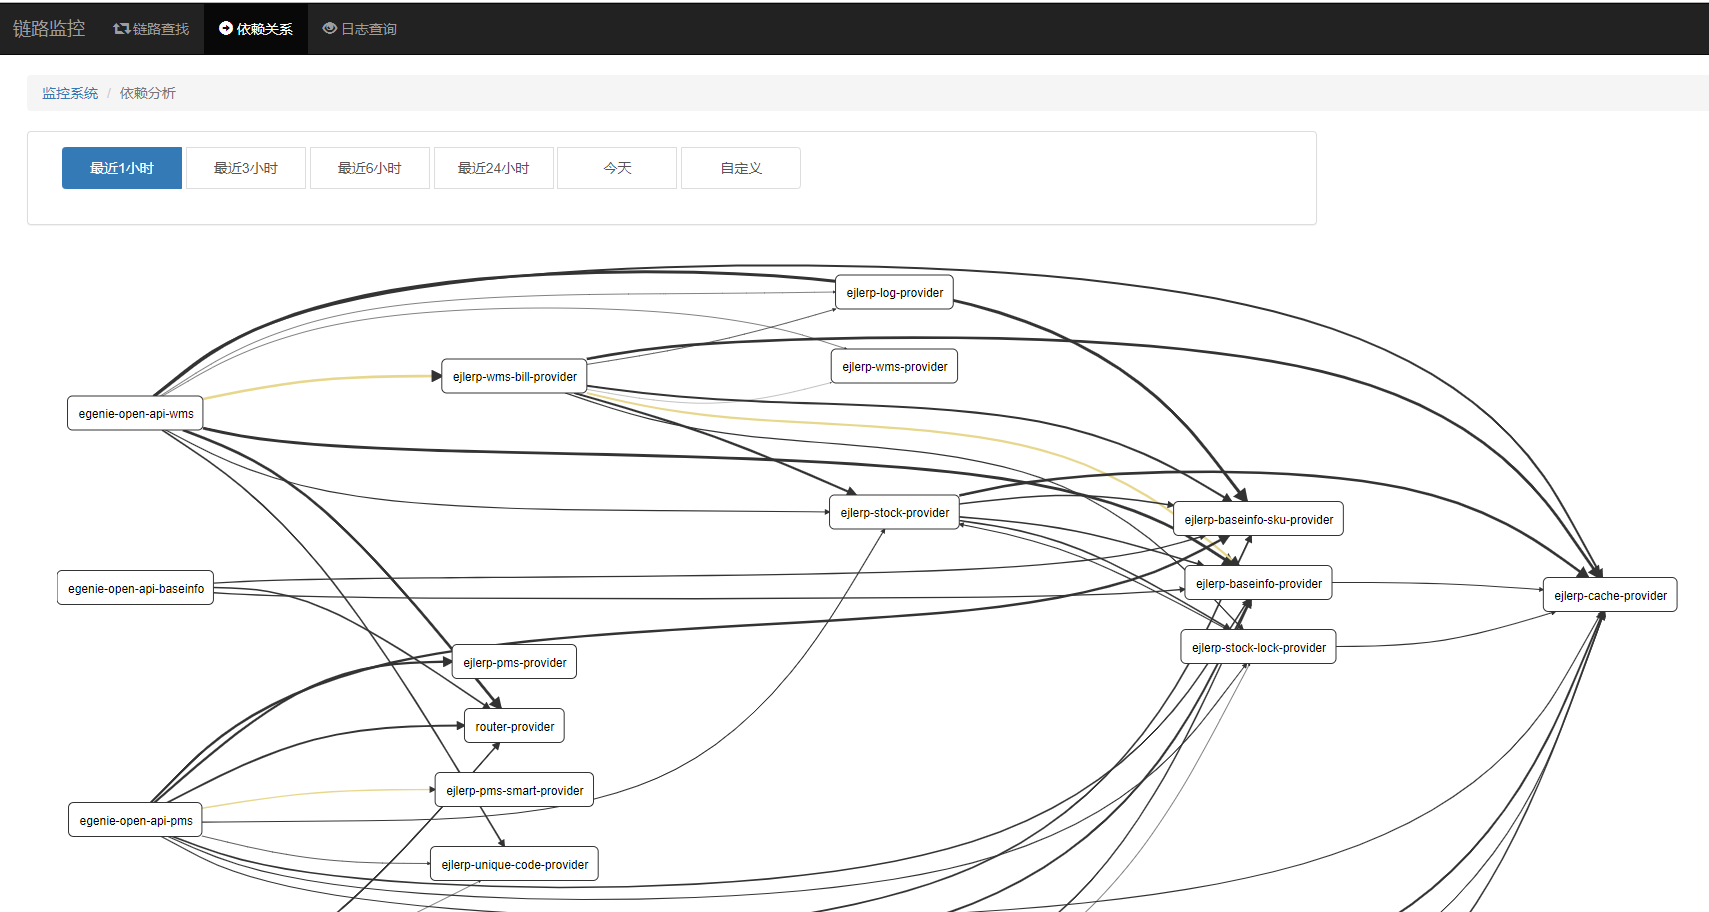 链路监控 链路查找 依赖关系 日志查询
监控系统 / 依赖分析
最近1小时 最近3小时 最近6小时 最近24小时 今天 自定义
ejlerp-log-provider
ejlerp-wms-provider
ejlerp-wms-bill-provider
egenie-open-api-wms
ejlerp-stock-provider
ejlerp-baseinfo-sku-provider
egenie-open-api-baseinfo
ejlerp-baseinfo-provider
ejlerp-cache-provider
ejlerp-stock-lock-provider
ejlerp-pms-provider
router-provider
ejlerp-pms-smart-provider
egenie-open-api-pms
ejlerp-unique-code-provider